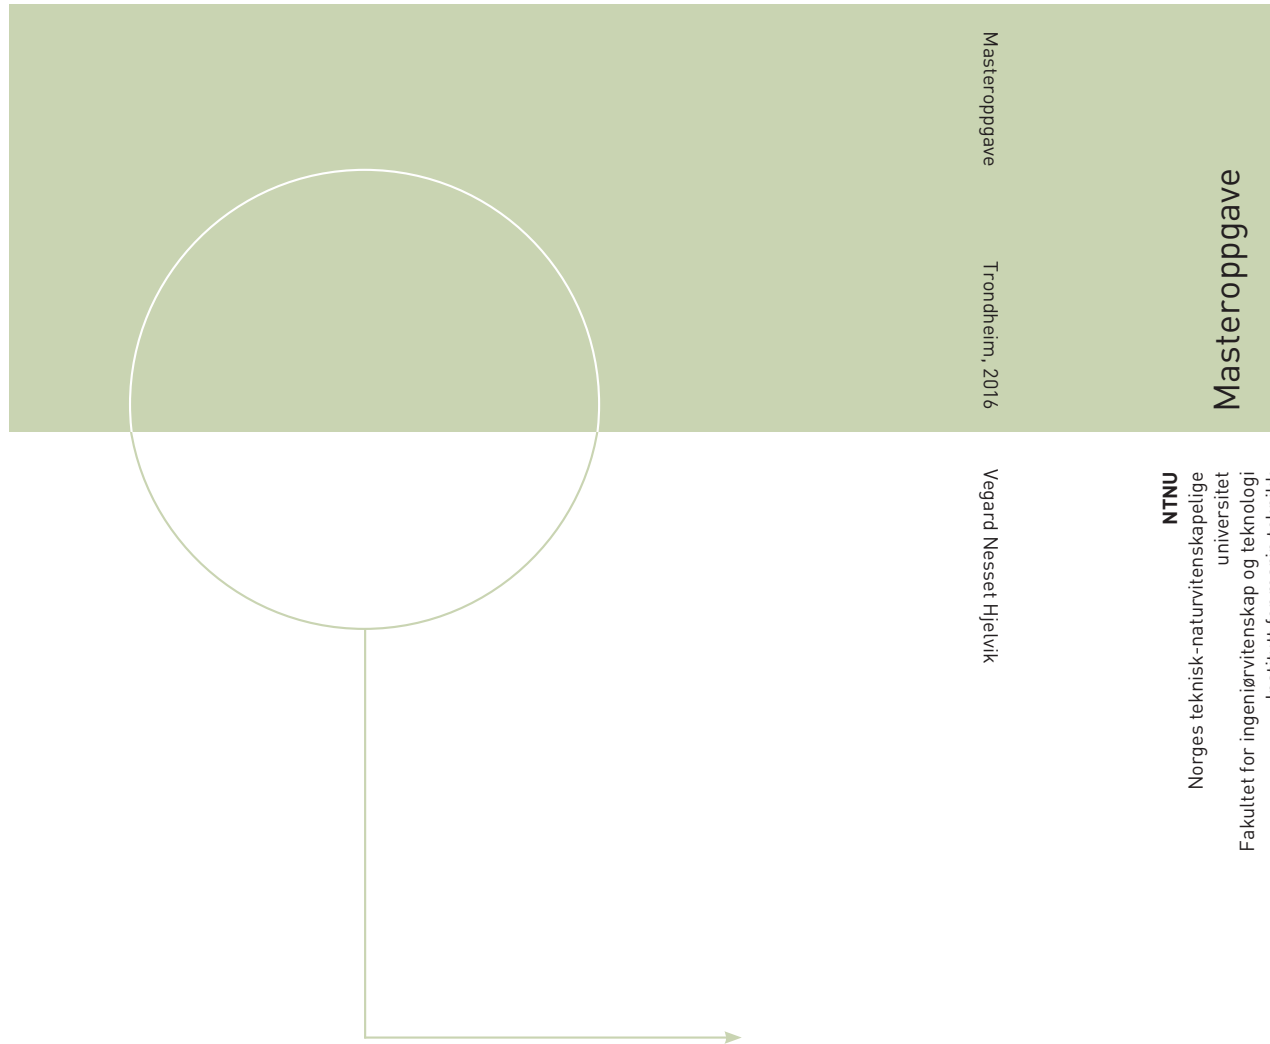 Masteroppgave
Trondheim, 2016
Vegard Nesset Hjelvik
Masteroppgave
NTNU
Norges teknisk-naturvitenskapelige
universitet
Fakultet for ingeniørvitenskap og teknologi